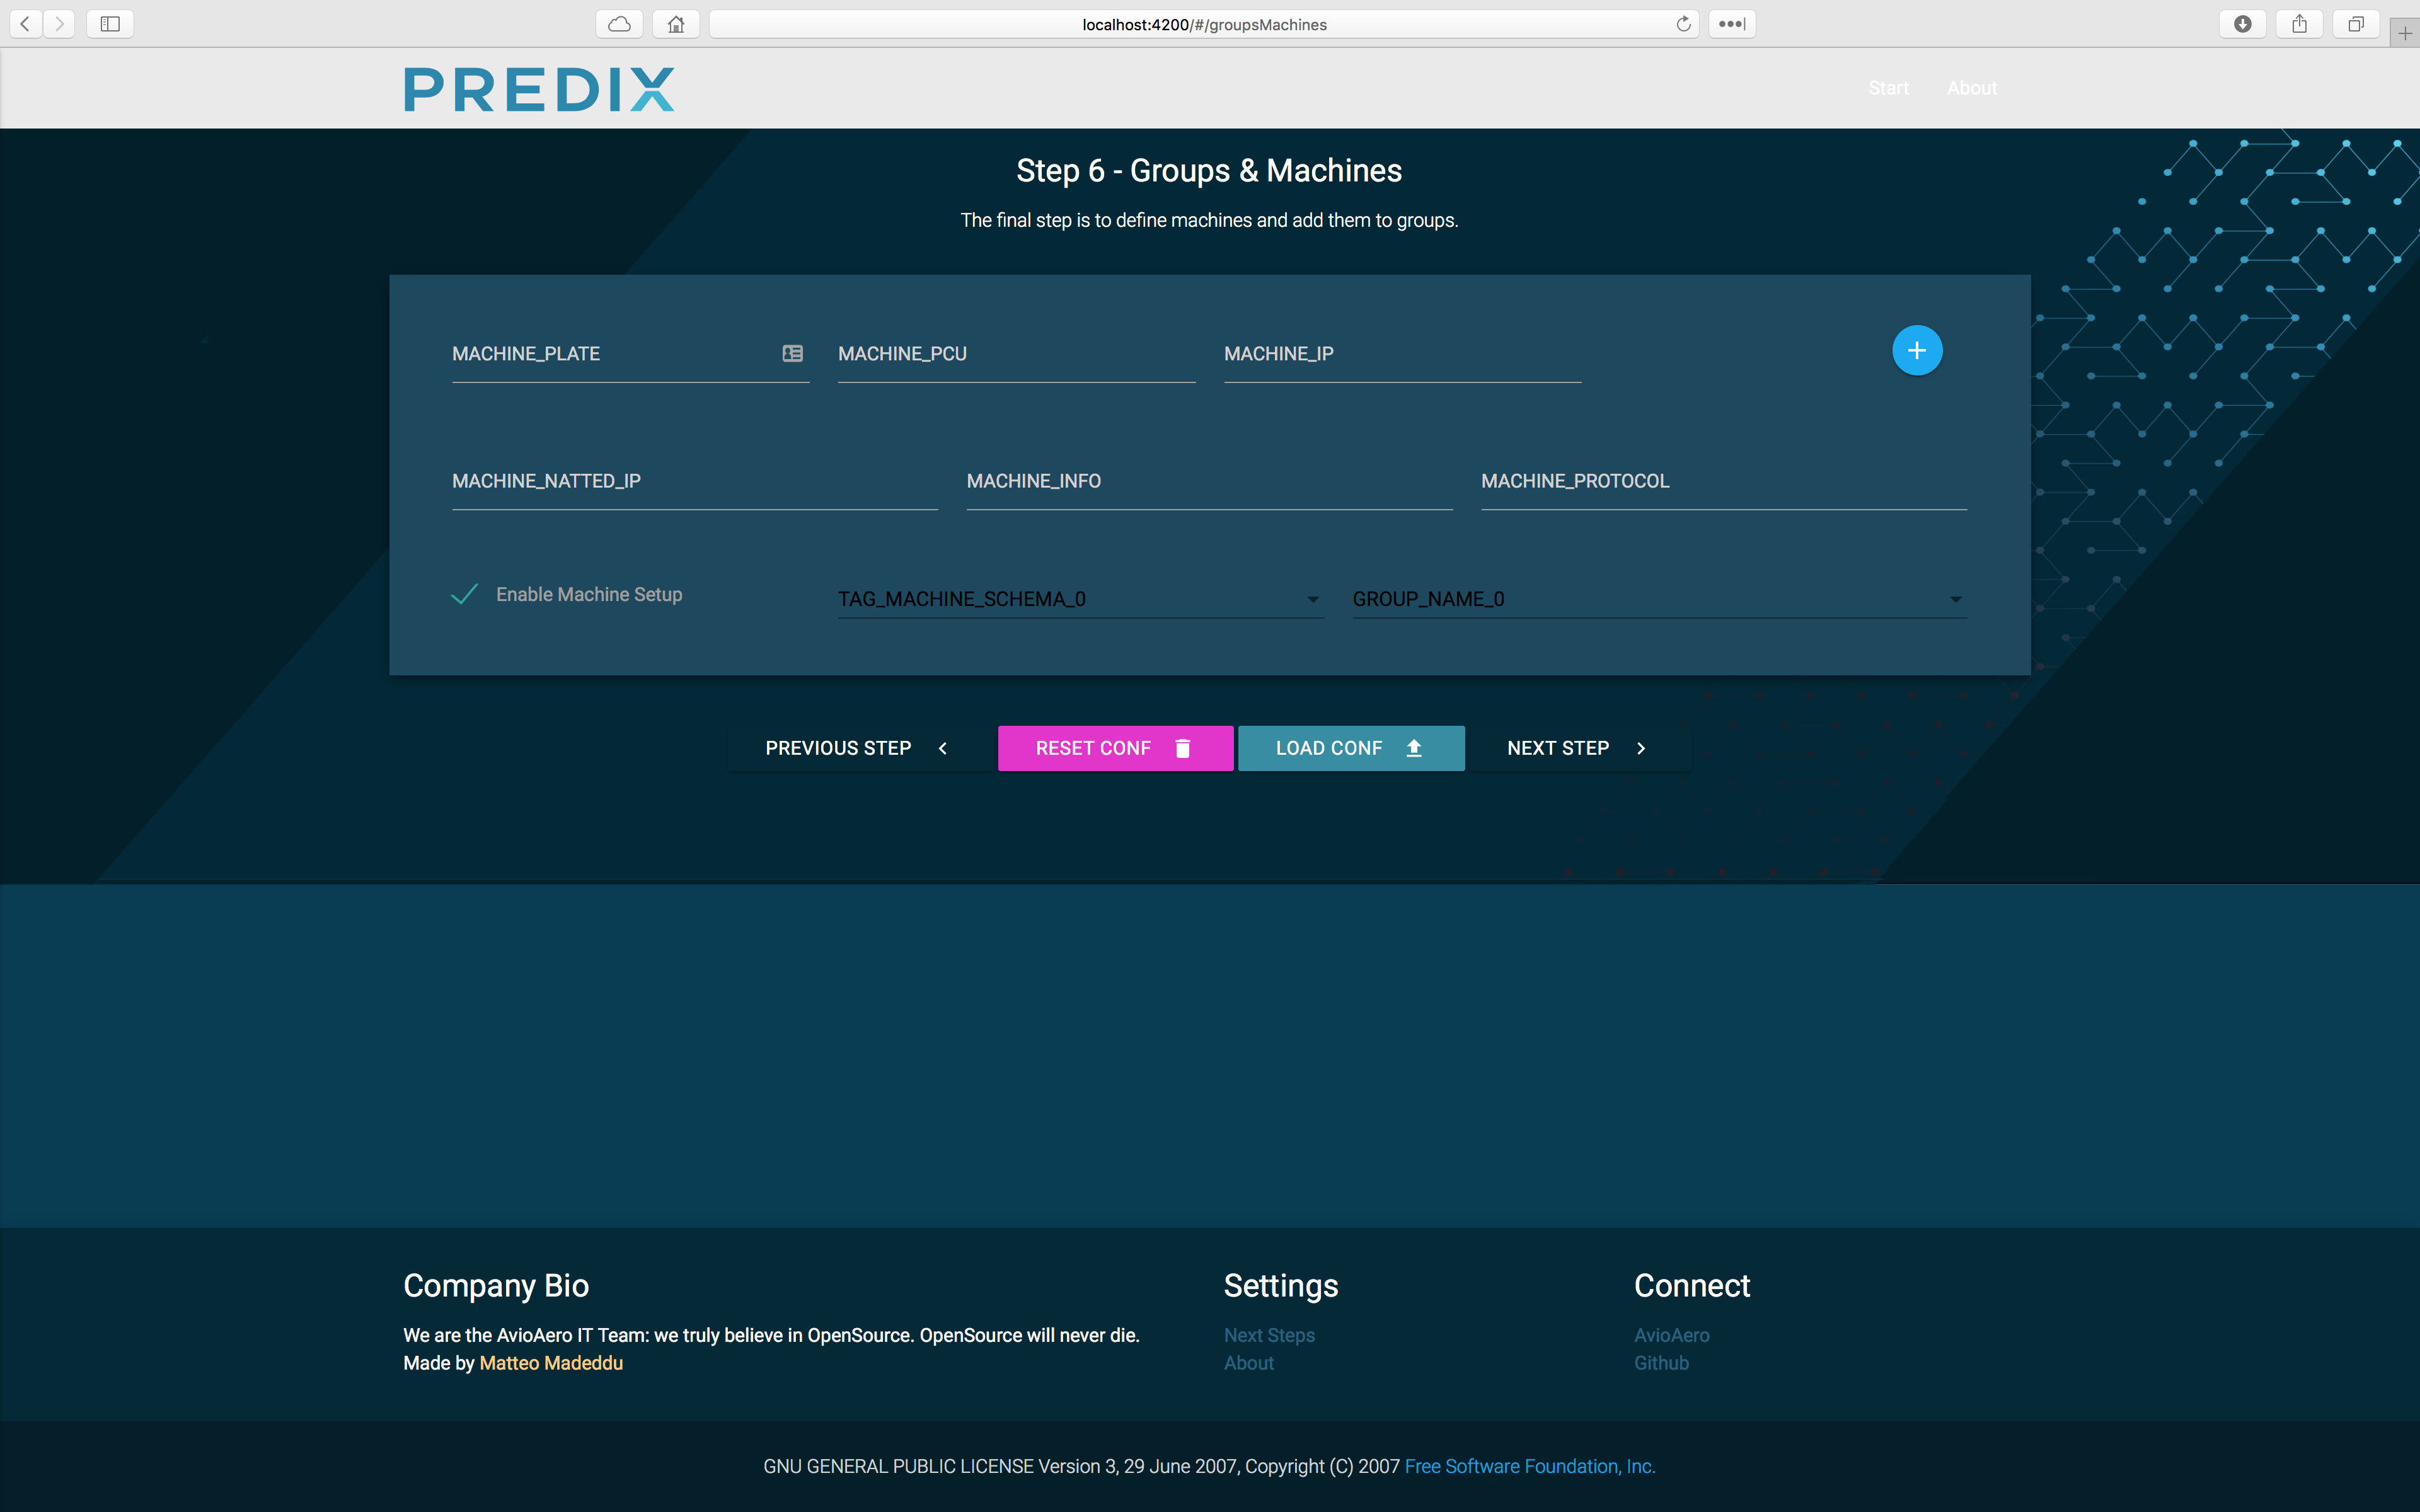 localhost:4200/#/groupsMachines
PREDIX
Start About
Step 6 - Groups & Machines
The final step is to define machines and add them to groups.
MACHINE_PLATE MACHINE_PCU MACHINE_IP
MACHINE_NATTED_IP MACHINE_INFO MACHINE_PROTOCOL
Enable Machine Setup TAG_MACHINE_SCHEMA_0 GROUP_NAME_0
PREVIOUS STEP RESET CONF LOAD CONF NEXT STEP
Company Bio
We are the AvioAero IT Team: we truly believe in OpenSource. OpenSource will never die.
Made by Matteo Madeddu
Settings
Next Steps
About
Connect
AvioAero
Github
GNU GENERAL PUBLIC LICENSE Version 3, 29 June 2007, Copyright (C) 2007 Free Software Foundation, Inc.